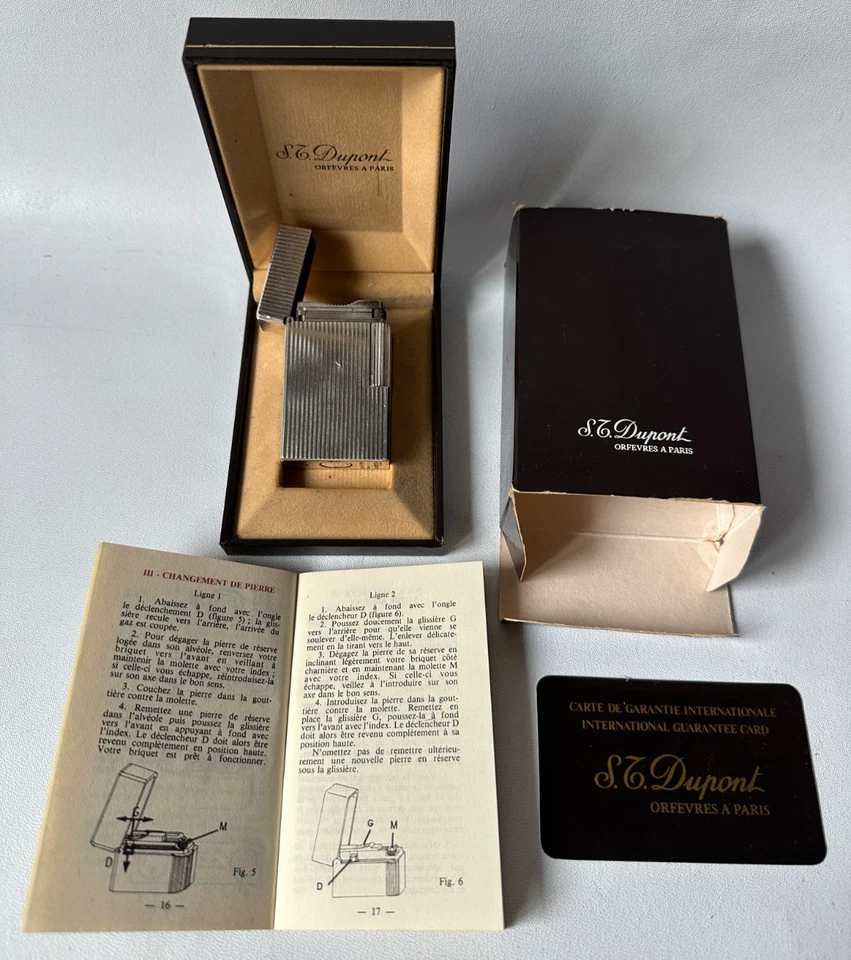 S.T. Dupont
ORFEVRES A PARIS
S.T. Dupont
ORFEVRES A PARIS
III - CHANGEMENT DE PIERRE
Ligne 1
1. Abaissez à fond avec l'ongle
le déclenchement D (figure 5) ; la glis-
sière recule vers l'arrière, l'arrivée du
gaz est coupée.
2. Pour dégager la pierre de réserve
logée dans son alvéole, renversez votre
briquet vers l'avant en veillant à
maintenir la molette avec votre index ;
si celle-ci vous échappe, réintroduisez-la
sur son axe dans le bon sens.
3. Couchez la pierre dans la gout-
tière contre la molette.
4. Remettez une pierre de réserve
dans l'alvéole puis poussez la glissière
vers l'avant en appuyant à fond avec
l'index. Le déclencheur D doit alors être
revenu complètement en position haute.
Votre briquet est prêt à fonctionner.
G
M
D
Fig. 5
— 16 —
Ligne 2
1. Abaissez à fond avec l'ongle
le déclencheur D (figure 6).
2. Poussez doucement la glissière G
vers l'arrière pour qu'elle vienne se
soulever d'elle-même. L'enlever délicate-
ment en la tirant vers le haut.
3. Dégagez la pierre de sa réserve en
inclinant légèrement votre briquet côté
charnière et en maintenant la molette M
avec votre index. Si celle-ci vous
échappe, veillez à l'introduire sur son
axe dans le bon sens.
4. Introduisez la pierre dans la gout-
tière contre la molette. Remettez en
place la glissière G, poussez-la à fond
vers l'avant avec l'index. Le déclencheur D
doit alors être revenu complètement à sa
position haute.
N'omettez pas de remettre ultérieu-
rement une nouvelle pierre en réserve
sous la glissière.
G
M
D
Fig. 6
— 17 —
CARTE DE GARANTIE INTERNATIONALE
INTERNATIONAL GUARANTEE CARD
S.T. Dupont
ORFEVRES A PARIS